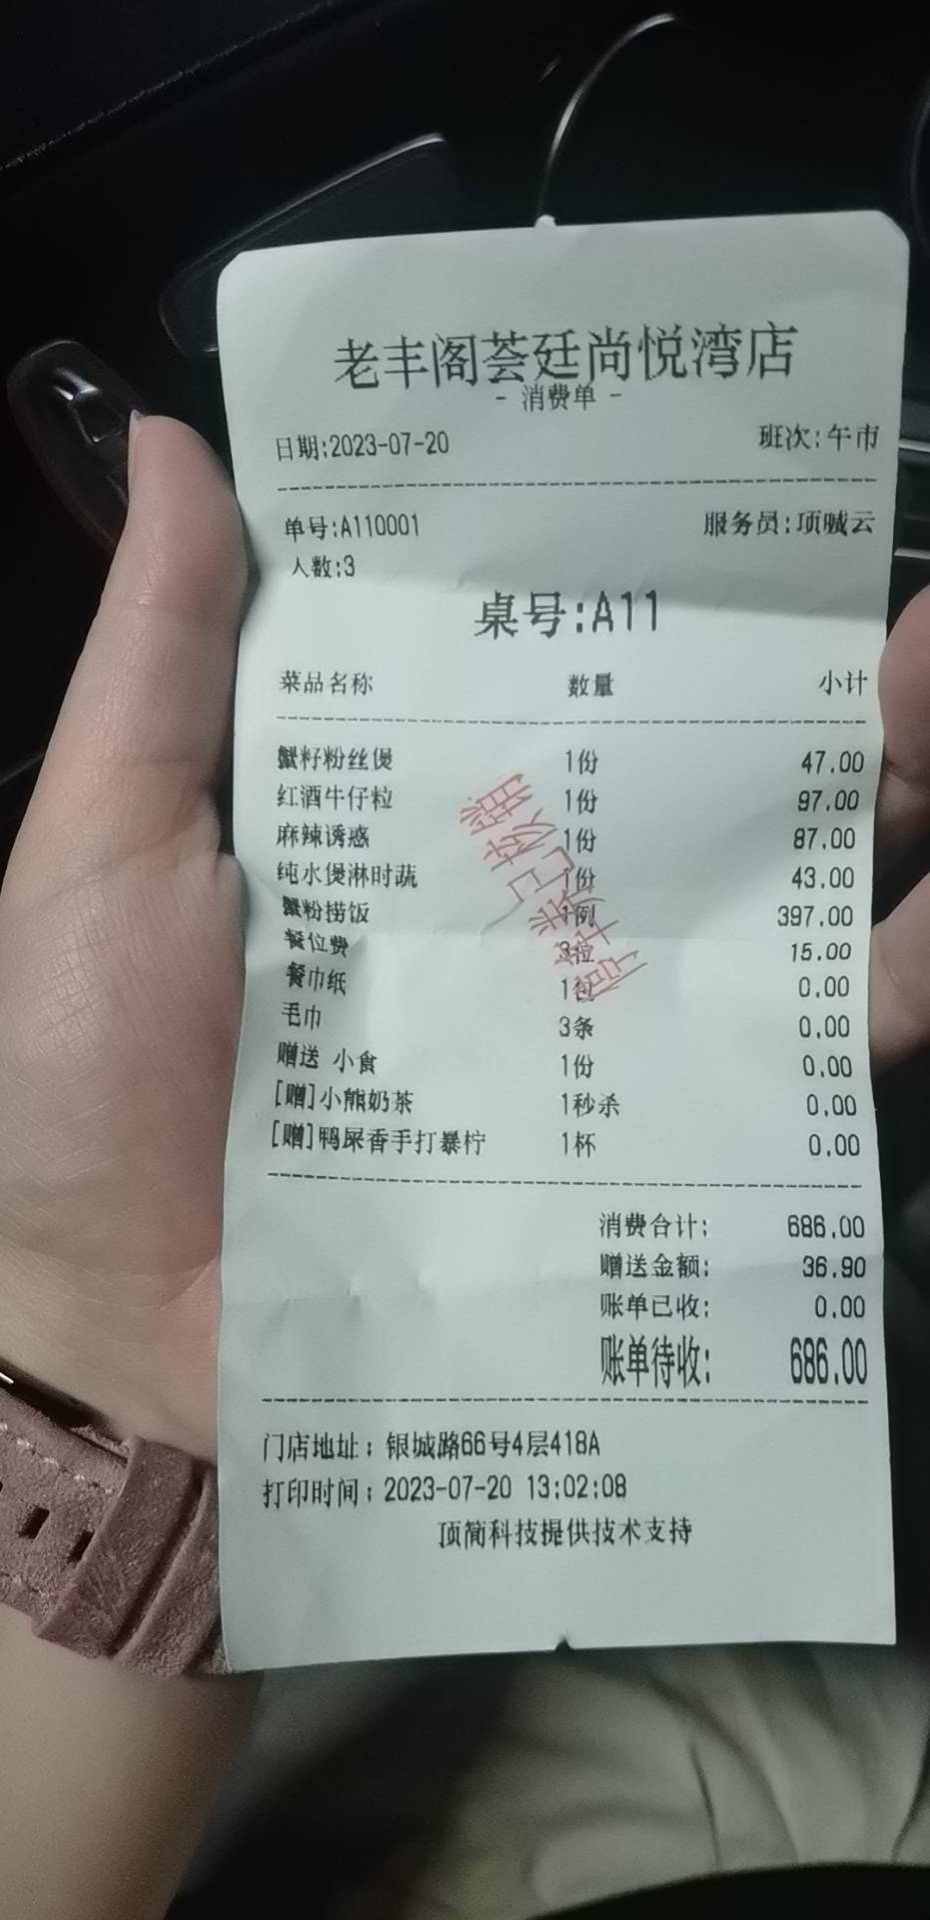 老丰阁荟廷尚悦湾店
- 消费单 -
日期:2023-07-20 班次:午市
单号:A110001 服务员:项喊云
人数:3
桌号:A11
菜品名称 数量 小计
蟹籽粉丝煲 1份 47.00
红酒牛仔粒 1份 97.00
麻辣诱惑 1份 87.00
纯水煲淋时蔬 1份 43.00
蟹粉捞饭 1例 397.00
餐位费 3位 15.00
餐巾纸 1包 0.00
毛巾 3条 0.00
赠送 小食 1份 0.00
[赠]小熊奶茶 1秒杀 0.00
[赠]鸭屎香手打暴柠 1杯 0.00
消费合计: 686.00
赠送金额: 36.90
账单已收: 0.00
账单待收: 686.00
门店地址：银城路66号4层418A
打印时间：2023-07-20 13:02:08
顶简科技提供技术支持